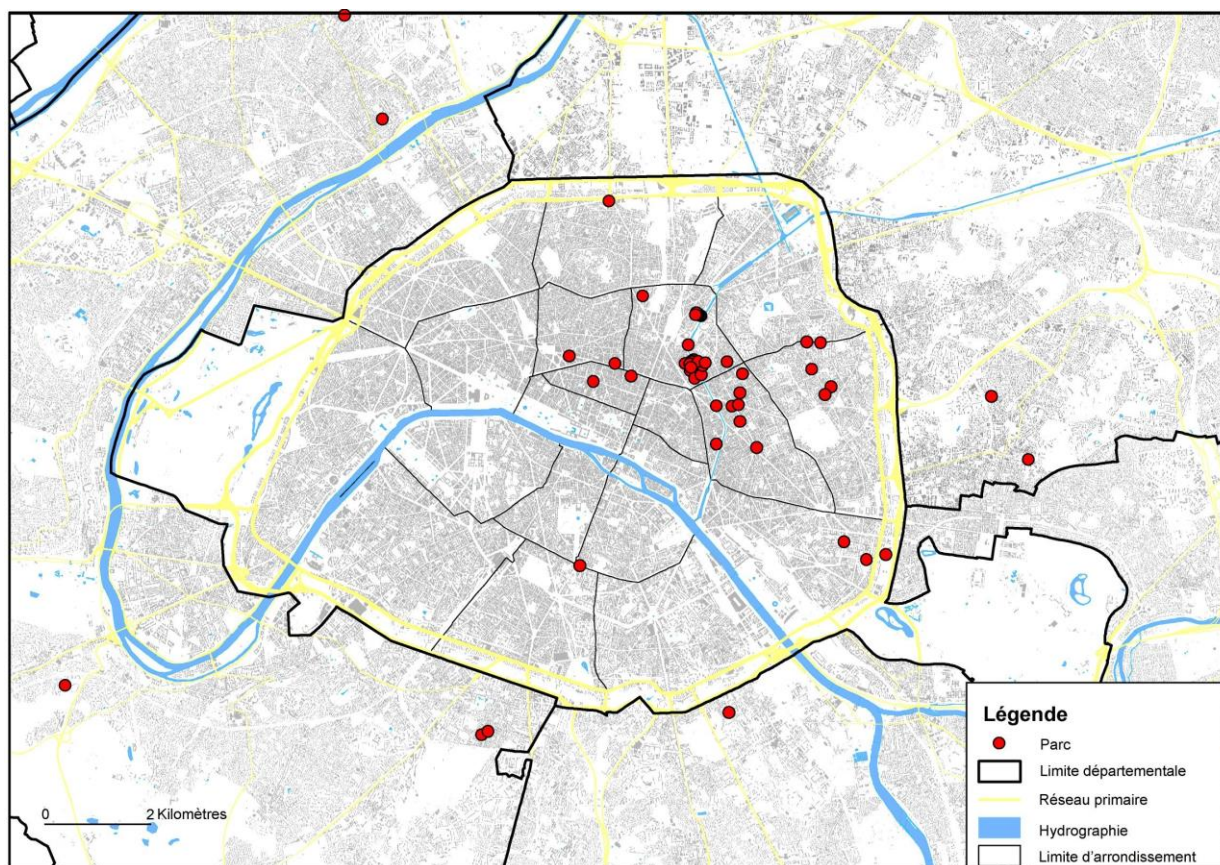 0 2 Kilomètres
Légende
Parc
Limite départementale
Réseau primaire
Hydrographie
Limite d'arrondissement